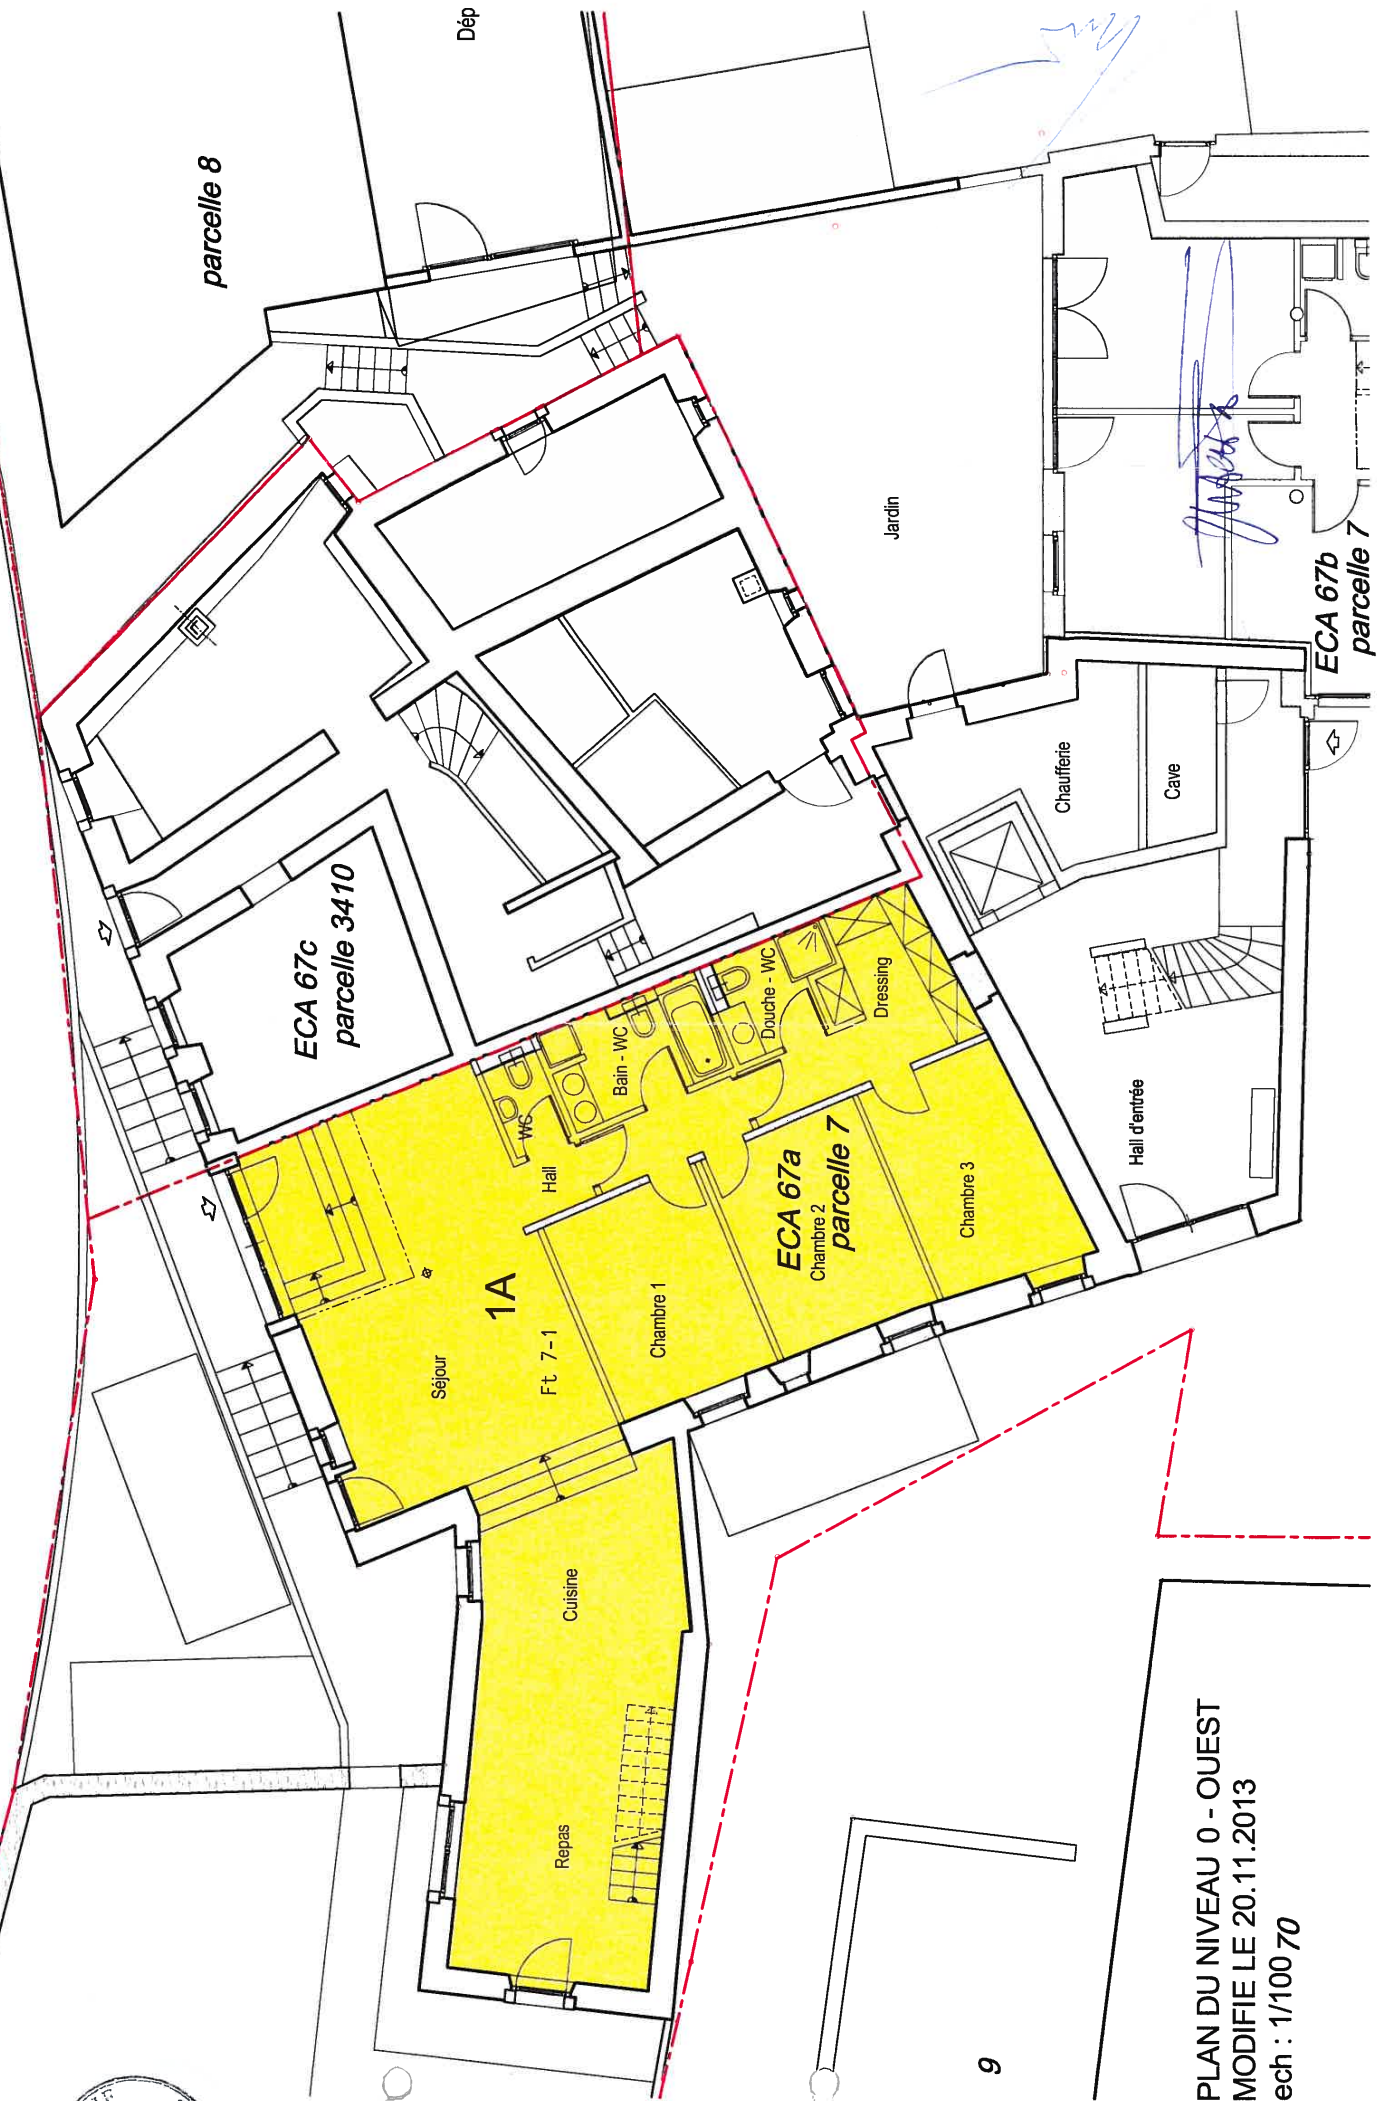 Dép
parcelle 8
ECA 67c
parcelle 3410
Jardin
ECA 67b
parcelle 7
Chaufferie
Cave
Dressing
Douche - WC
Bain - WC
WC
Hall
Hall d'entrée
ECA 67a
Chambre 2
parcelle 7
Chambre 3
Chambre 1
1A
Ft. 7-1
Séjour
Cuisine
Repas
9
PLAN DU NIVEAU 0 - OUEST
MODIFIE LE 20.11.2013
ech : 1/100 70